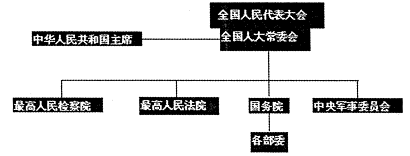 全国人民代表大会
中华人民共和国主席
全国人大常委会
最高人民检察院
最高人民法院
国务院
中央军事委员会
各部委